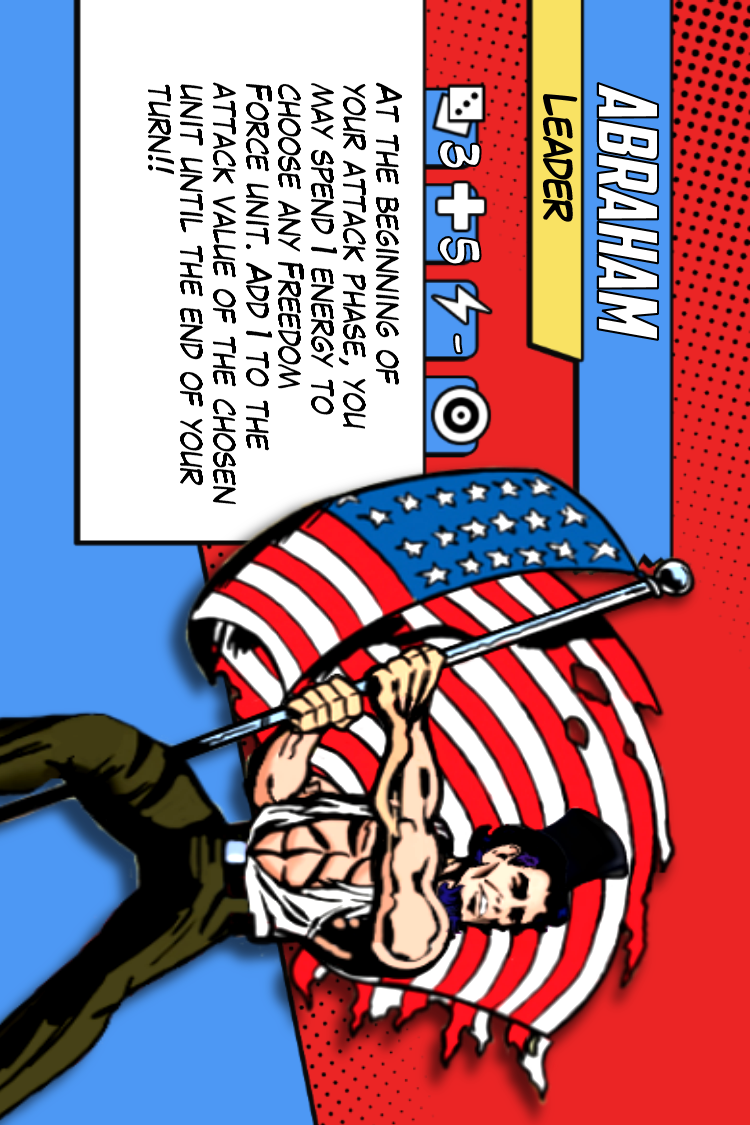 ABRAHAM
LEADER
3 5 -
AT THE BEGINNING OF
YOUR ATTACK PHASE, YOU
MAY SPEND 1 ENERGY TO
CHOOSE ANY FREEDOM
FORCE UNIT. ADD 1 TO THE
ATTACK VALUE OF THE CHOSEN
UNIT UNTIL THE END OF YOUR
TURN!!